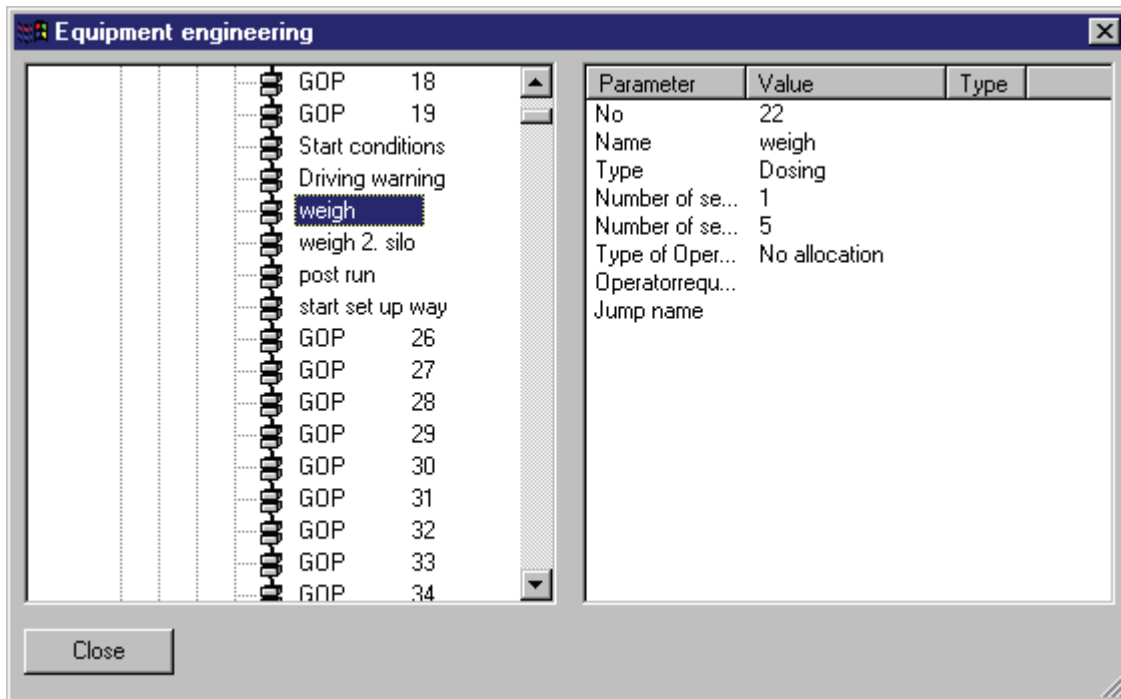 Equipment engineering
GOP 18
GOP 19
Start conditions
Driving warning
weigh
weigh 2. silo
post run
start set up way
GOP 26
GOP 27
GOP 28
GOP 29
GOP 30
GOP 31
GOP 32
GOP 33
GOP 34
Parameter Value Type
No 22
Name weigh
Type Dosing
Number of se... 1
Number of se... 5
Type of Oper... No allocation
Operatorrequ...
Jump name
Close